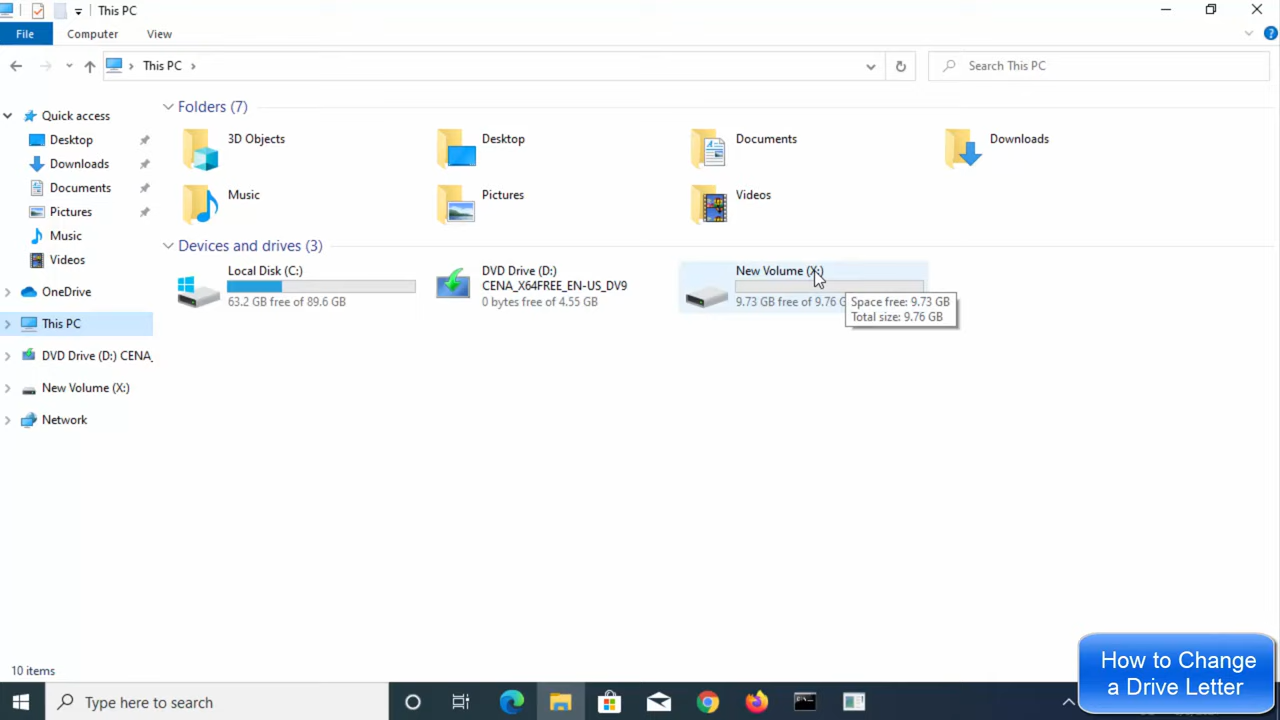 This PC
File
Computer
View
This PC
Search This PC
Quick access
Desktop
Downloads
Documents
Pictures
Music
Videos
OneDrive
This PC
DVD Drive (D:) CENA_
New Volume (X:)
Network
Folders (7)
3D Objects
Desktop
Documents
Downloads
Music
Pictures
Videos
Devices and drives (3)
Local Disk (C:)
63.2 GB free of 89.6 GB
DVD Drive (D:)
CENA_X64FREE_EN-US_DV9
0 bytes free of 4.55 GB
New Volume (X:)
9.73 GB free of 9.76 G
Space free: 9.73 GB
Total size: 9.76 GB
10 items
How to Change
a Drive Letter
Type here to search